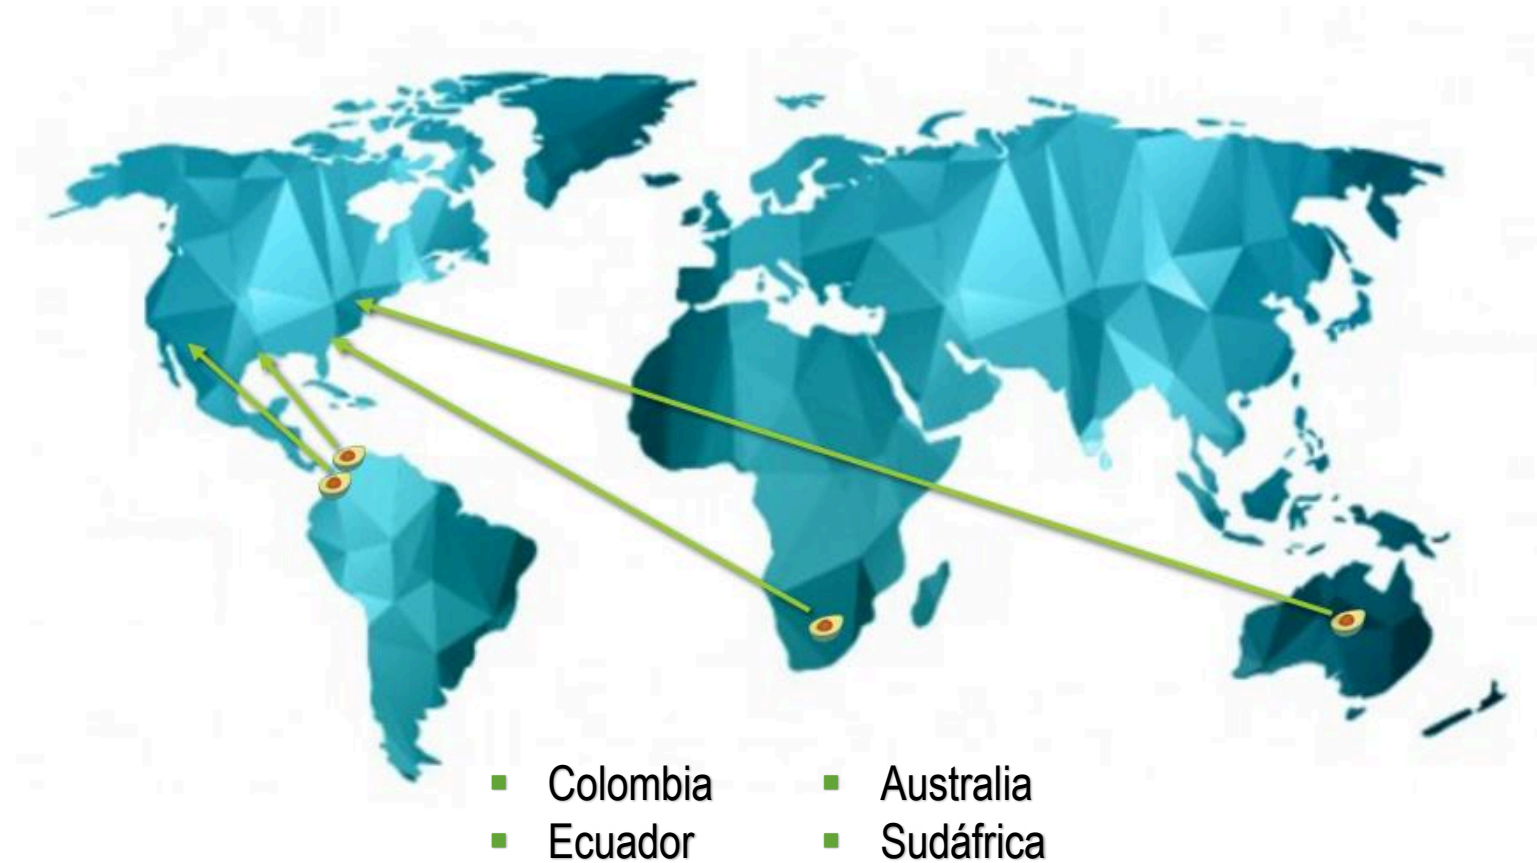 ▪ Colombia
▪ Ecuador
▪ Australia
▪ Sudáfrica